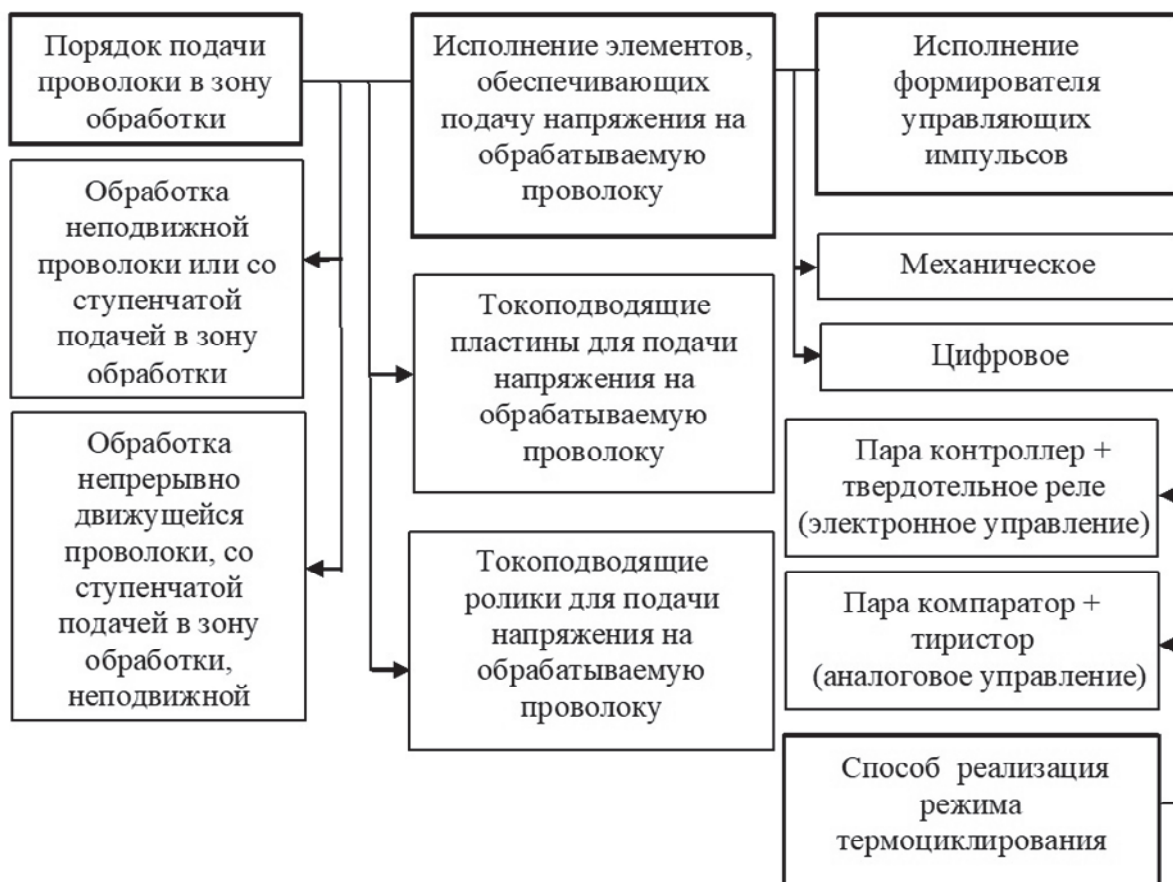 Порядок подачи
проволоки в зону
обработки
Обработка
неподвижной
проволоки или со
ступенчатой
подачей в зону
обработки
Обработка
непрерывно
движущейся
проволоки, со
ступенчатой
подачей в зону
обработки,
неподвижной
Исполнение элементов,
обеспечивающих
подачу напряжения на
обрабатываемую
проволоку
Токоподводящие
пластины для подачи
напряжения на
обрабатываемую
проволоку
Токоподводящие
ролики для подачи
напряжения на
обрабатываемую
проволоку
Исполнение
формирователя
управляющих
импульсов
Механическое
Цифровое
Пара контроллер +
твердотельное реле
(электронное управление)
Пара компаратор +
тиристор
(аналоговое управление)
Способ реализация
режима
термоциклирования